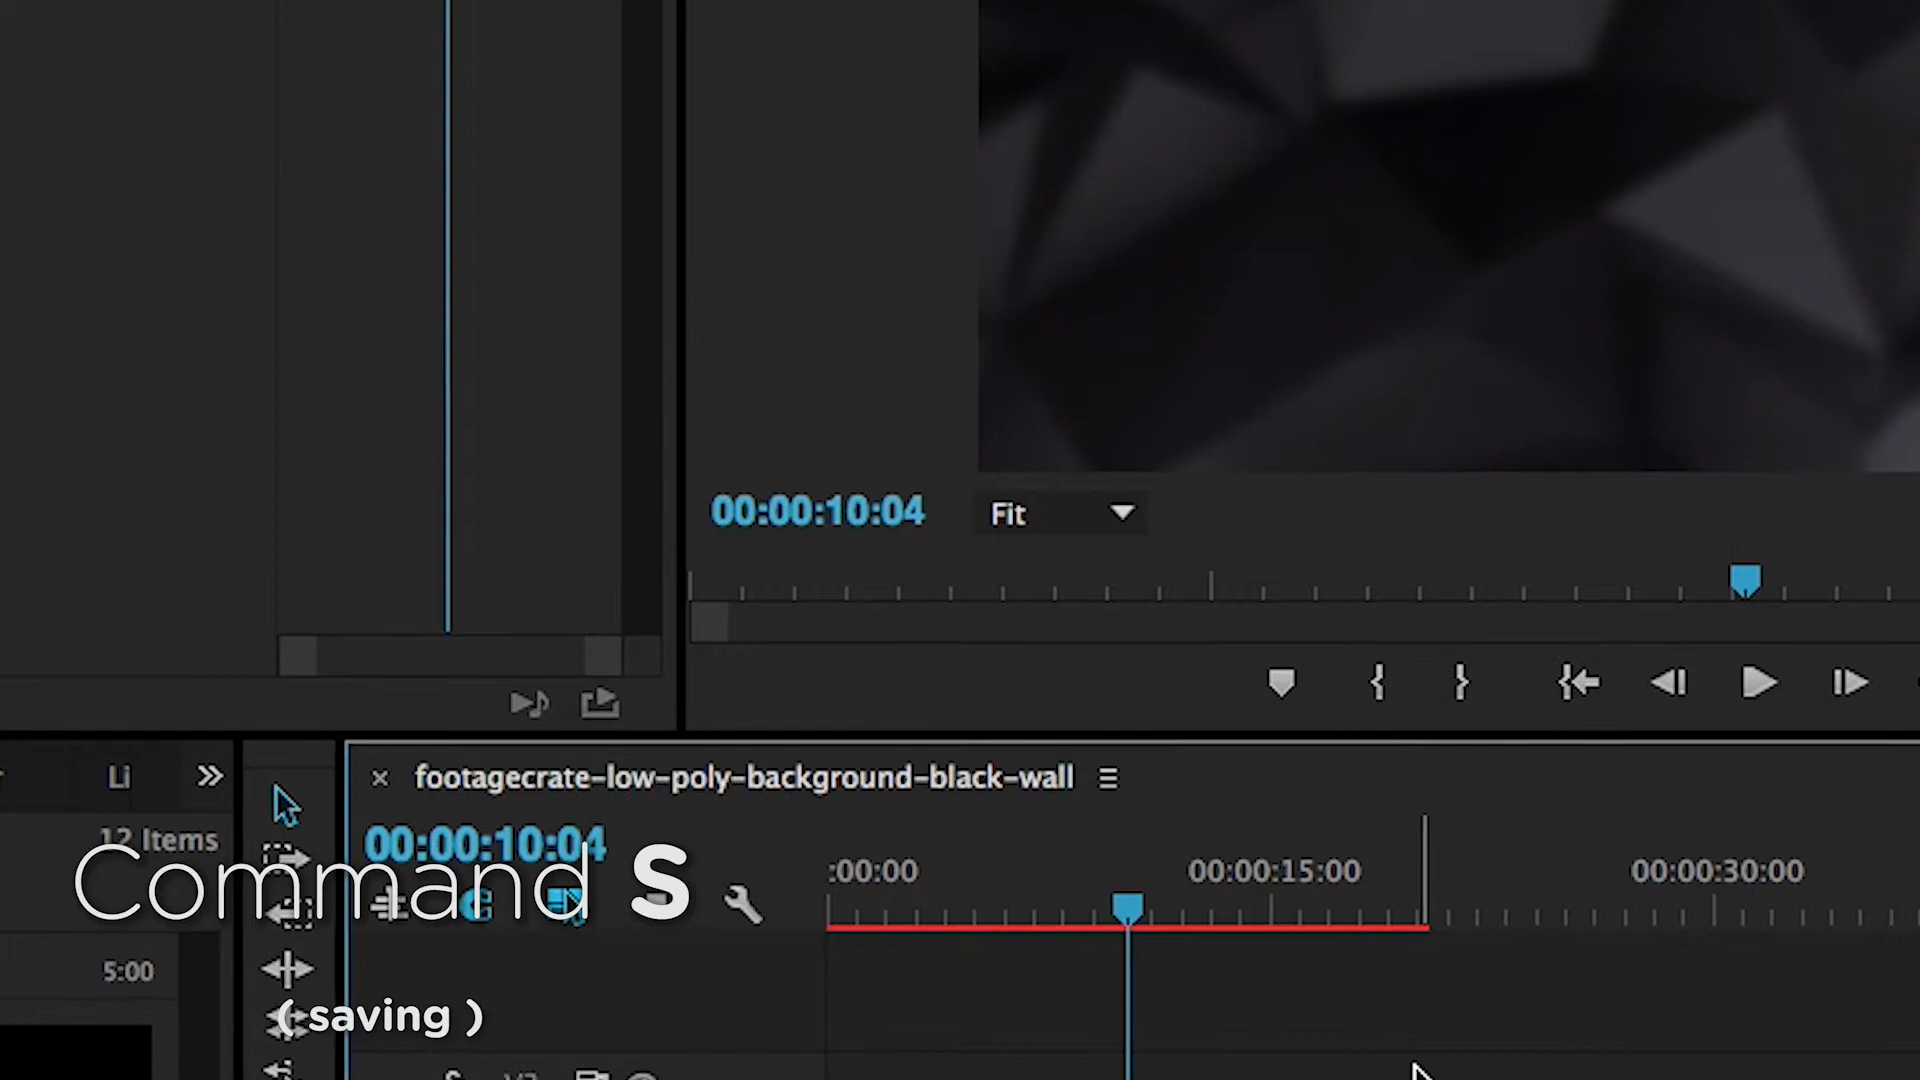 00:00:10:04
Fit
Li
footagecrate-low-poly-background-black-wall
12 Items
00:00:10:04
:00:00
00:00:15:00
00:00:30:00
Command S
5:00
( saving )